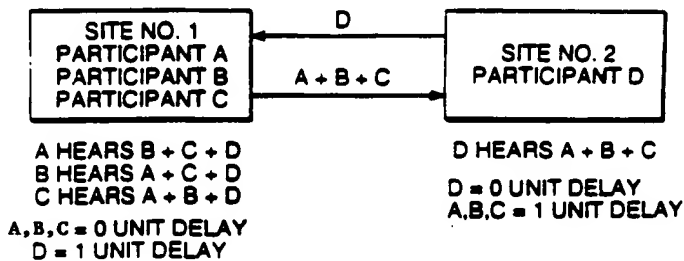 SITE NO. 1
PARTICIPANT A
PARTICIPANT B
PARTICIPANT C
D
A + B + C
SITE NO. 2
PARTICIPANT D
A HEARS B + C + D
B HEARS A + C + D
C HEARS A + B + D
A,B,C = 0 UNIT DELAY
D = 1 UNIT DELAY
D HEARS A + B + C
D = 0 UNIT DELAY
A,B,C = 1 UNIT DELAY